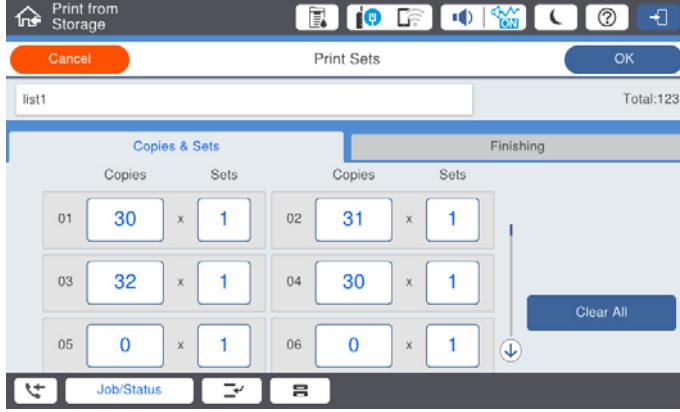 Print from
Storage
ON
?
Cancel
Print Sets
OK
list1
Total:123
Copies & Sets
Finishing
Copies Sets Copies Sets
01 30 x 1 02 31 x 1
03 32 x 1 04 30 x 1
Clear All
05 0 x 1 06 0 x 1
Job/Status